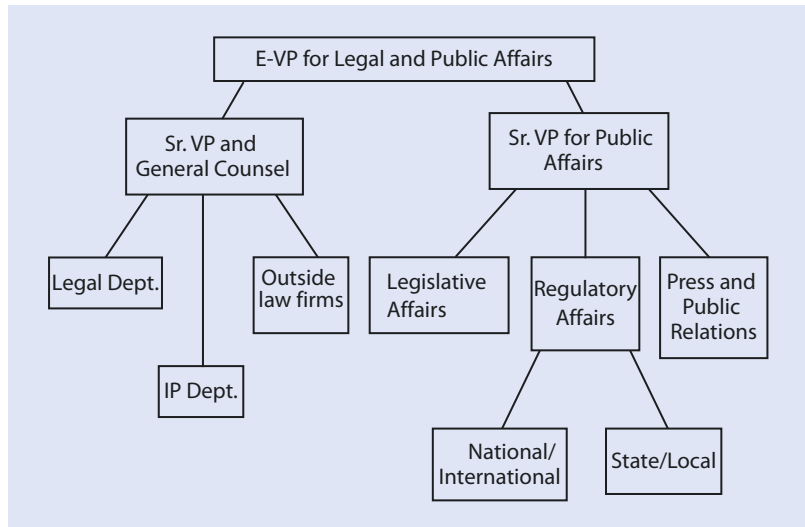 E-VP for Legal and Public Affairs
Sr. VP and
General Counsel
Sr. VP for Public
Affairs
Legal Dept.
IP Dept.
Outside
law firms
Legislative
Affairs
Regulatory
Affairs
Press and
Public
Relations
National/
International
State/Local